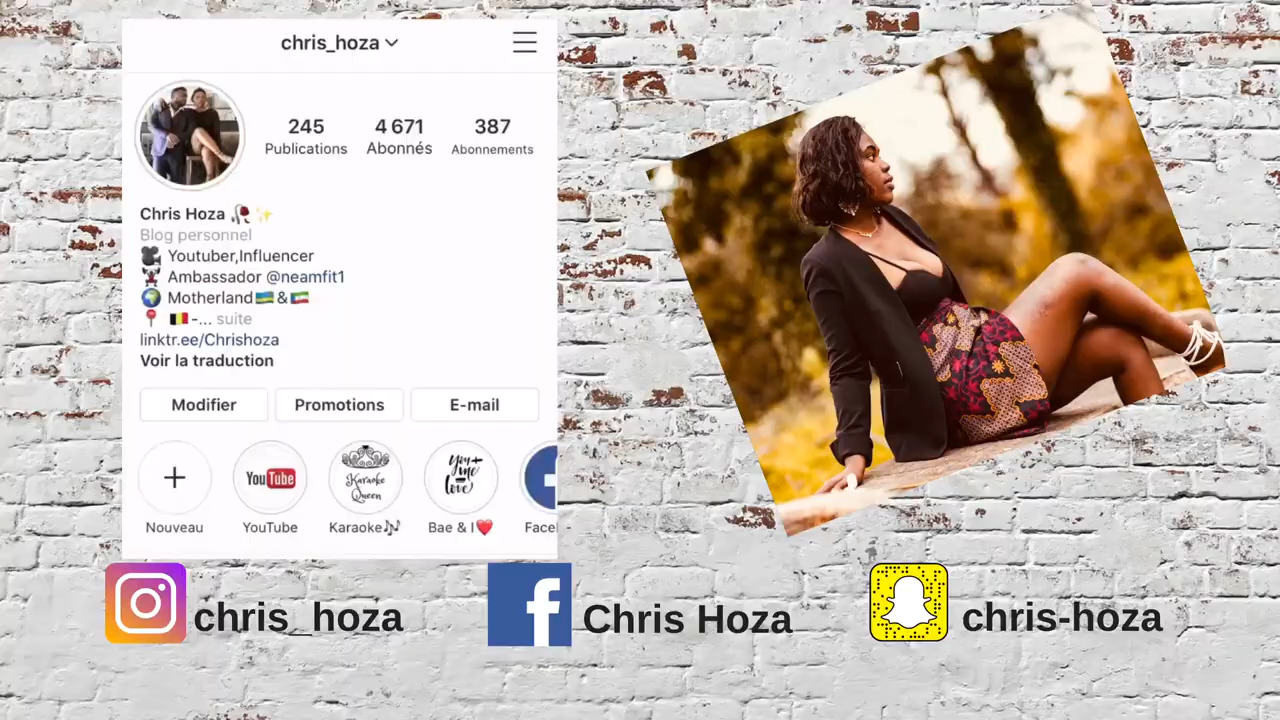 chris_hoza
245 4 671 387
Publications Abonnés Abonnements
Chris Hoza 🥀✨
Blog personnel
🎥 Youtuber,Influencer
🏋🏿‍♀️ Ambassador @neamfit1
🌍 Motherland🇷🇼&🇬🇶
📍 🇧🇪-... suite
linktr.ee/Chrishoza
Voir la traduction
Modifier Promotions E-mail
YouTube
Karaoke
Queen
You + me
love
Nouveau YouTube Karaoke🎶 Bae & I❤️ Face
chris_hoza
Chris Hoza
chris-hoza